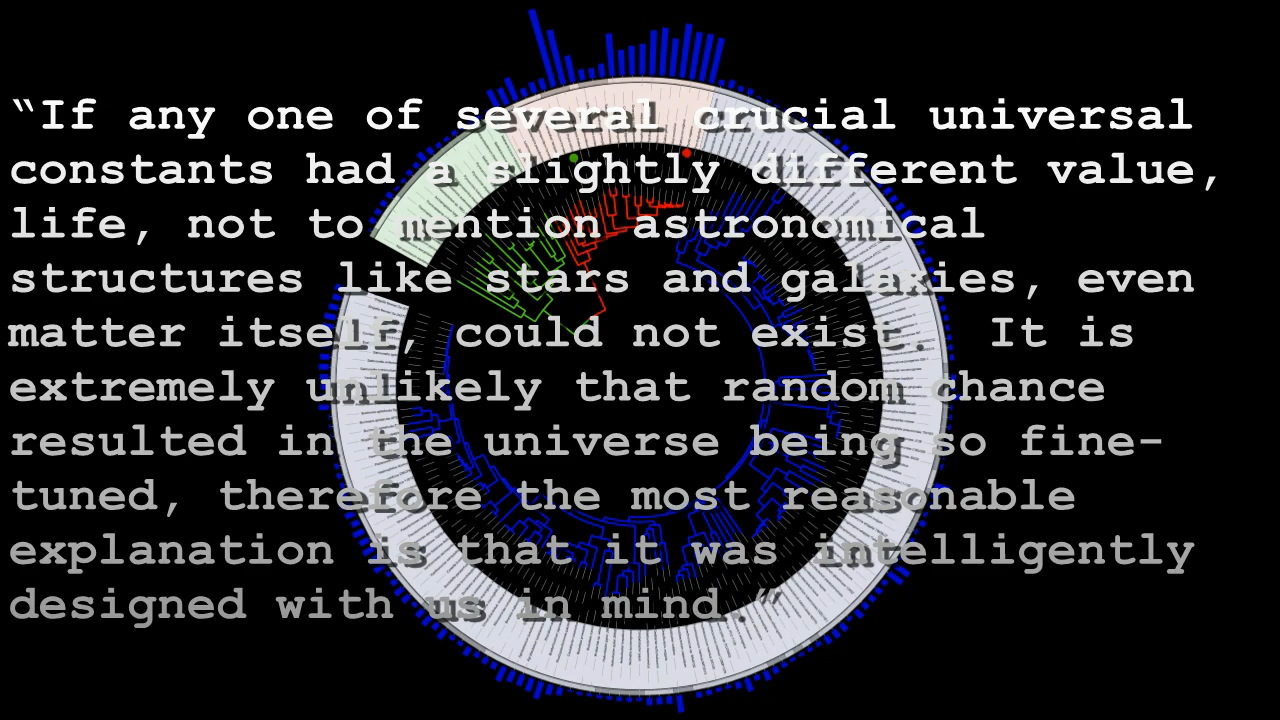 “If any one of several crucial universal
constants had a slightly different value,
life, not to mention astronomical
structures like stars and galaxies, even
matter itself, could not exist.  It is
extremely unlikely that random chance
resulted in the universe being so fine-
tuned, therefore the most reasonable
explanation is that it was intelligently
designed with us in mind.”